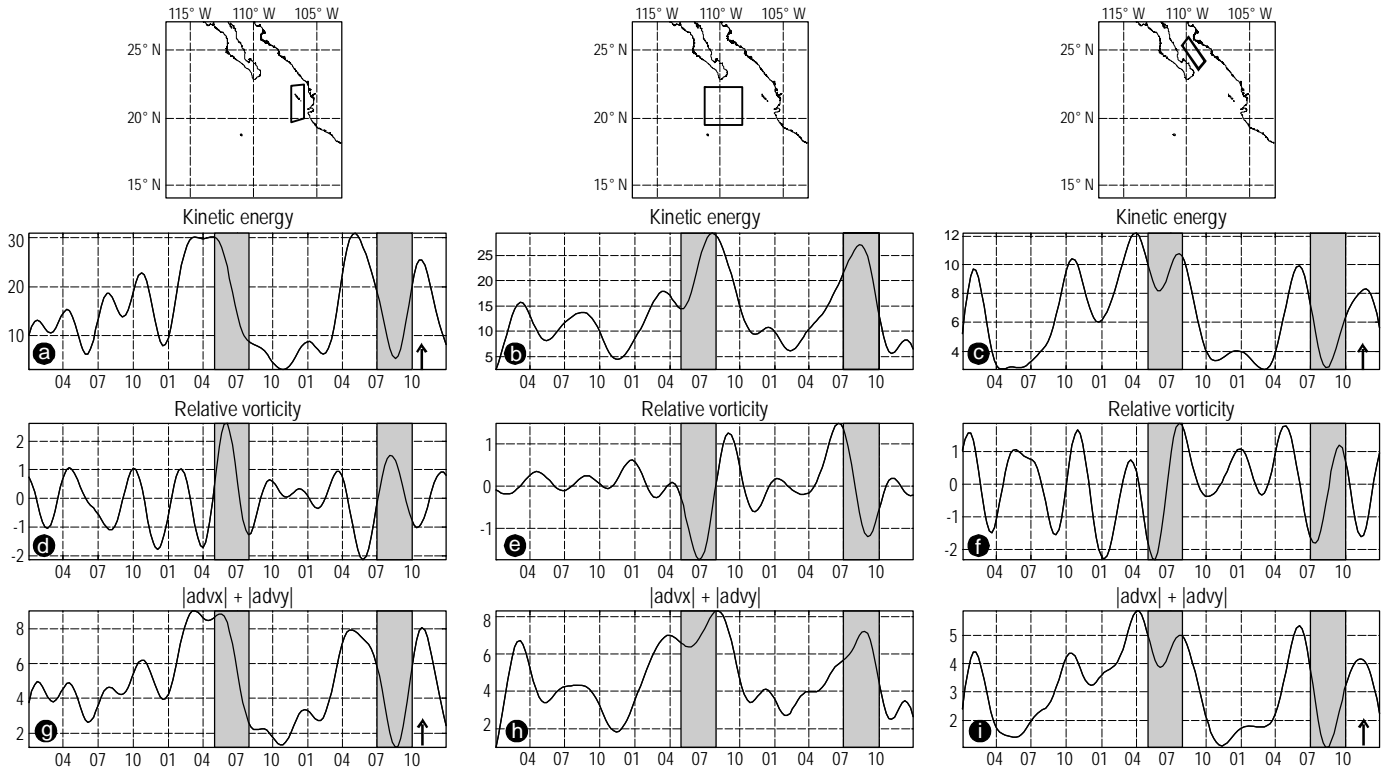 115° W 110° W 105° W
25° N
20° N
15° N
115° W 110° W 105° W
25° N
20° N
15° N
115° W 110° W 105° W
25° N
20° N
15° N
Kinetic energy
30
20
10
a
04 07 10 01 04 07 10 01 04 07 10
Kinetic energy
25
20
15
10
5
b
04 07 10 01 04 07 10 01 04 07 10
Kinetic energy
12
10
8
6
4
c
04 07 10 01 04 07 10 01 04 07 10
Relative vorticity
2
1
0
-1
-2
d
04 07 10 01 04 07 10 01 04 07 10
Relative vorticity
1
0
-1
e
04 07 10 01 04 07 10 01 04 07 10
Relative vorticity
1
0
-1
-2
f
04 07 10 01 04 07 10 01 04 07 10
|advx| + |advy|
8
6
4
2
g
04 07 10 01 04 07 10 01 04 07 10
|advx| + |advy|
8
6
4
2
h
04 07 10 01 04 07 10 01 04 07 10
|advx| + |advy|
5
4
3
2
i
04 07 10 01 04 07 10 01 04 07 10